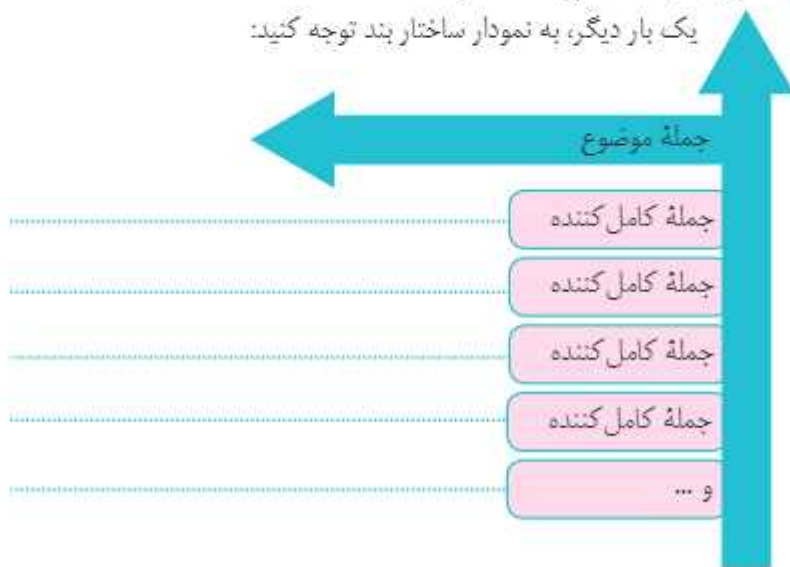 یک بار دیگر، به نمودار ساختار بند توجه کنید:
جملهٔ موضوع
جملهٔ کامل‌کننده
جملهٔ کامل‌کننده
جملهٔ کامل‌کننده
جملهٔ کامل‌کننده
و ...